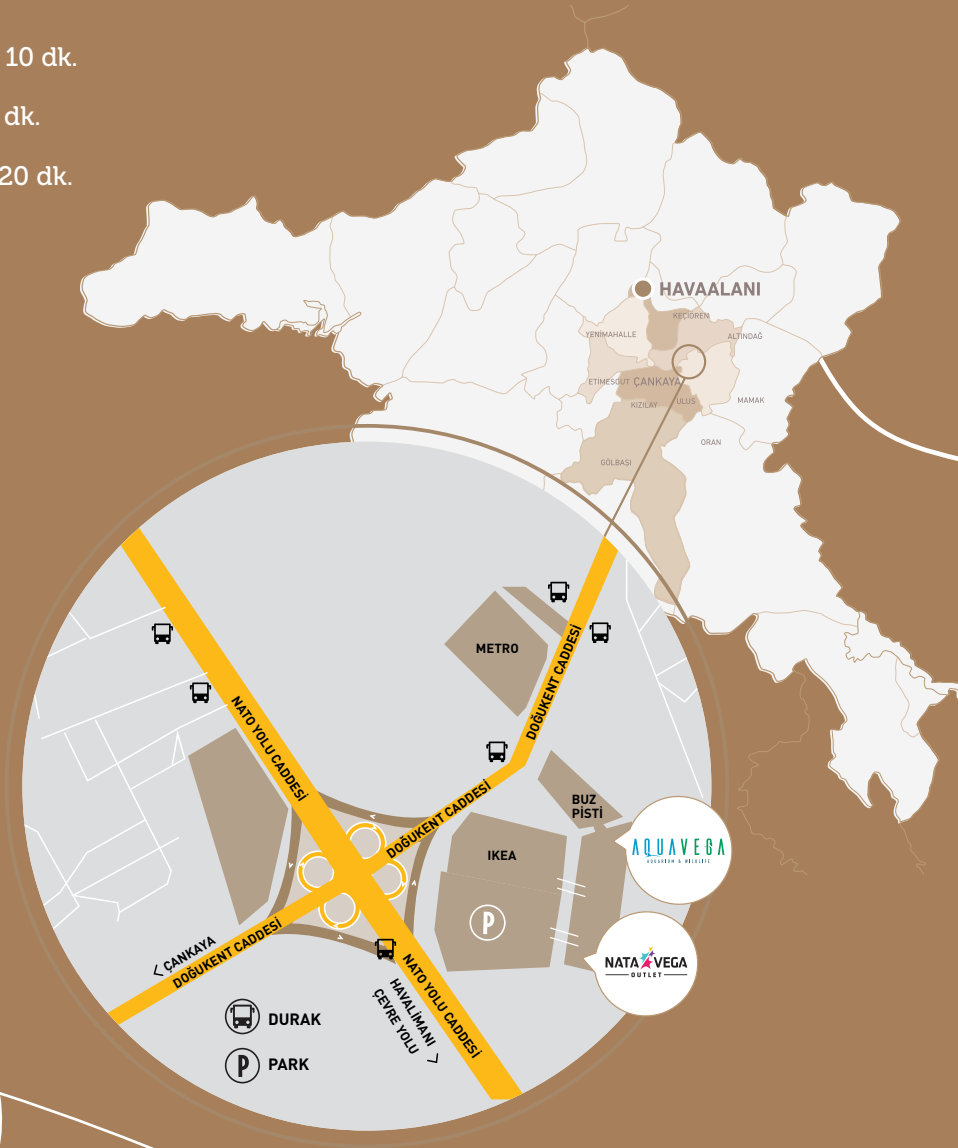 10 dk.
dk.
20 dk.
HAVAALANI
KEÇİÖREN
YENİMAHALLE
ALTINDAĞ
ETİMESGUT
ÇANKAYA
MAMAK
KIZILAY
ULUS
ORAN
GÖLBAŞI
METRO
DOĞUKENT CADDESİ
NATO YOLU CADDESİ
DOĞUKENT CADDESİ
BUZ
PİSTİ
IKEA
AQUAVEGA
AQUARIUM & WILDLIFE
P
NATA VEGA
OUTLET
< ÇANKAYA
DOĞUKENT CADDESİ
NATO YOLU CADDESİ
HAVALİMANI
ÇEVRE YOLU >
DURAK
P PARK